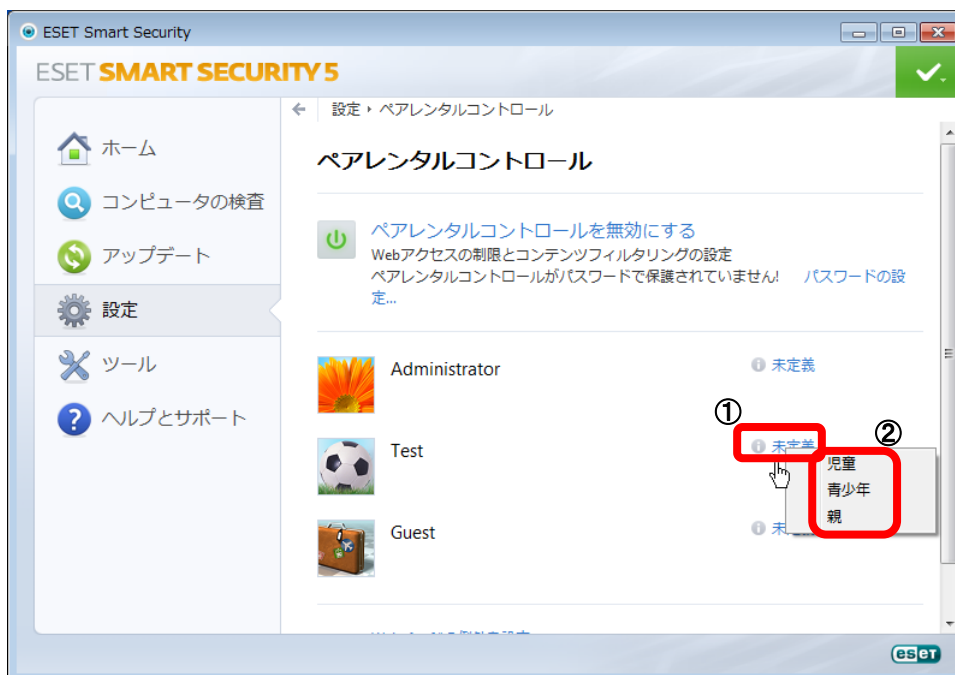 ESET Smart Security
ESET SMART SECURITY 5
設定 ▸ ペアレンタルコントロール
ホーム
コンピュータの検査
アップデート
設定
ツール
ヘルプとサポート
ペアレンタルコントロール
ペアレンタルコントロールを無効にする
Webアクセスの制限とコンテンツフィルタリングの設定
ペアレンタルコントロールがパスワードで保護されていません! パスワードの設
定...
Administrator 未定義
①
Test 未定義
②
児童
青少年
親
Guest 未
eset